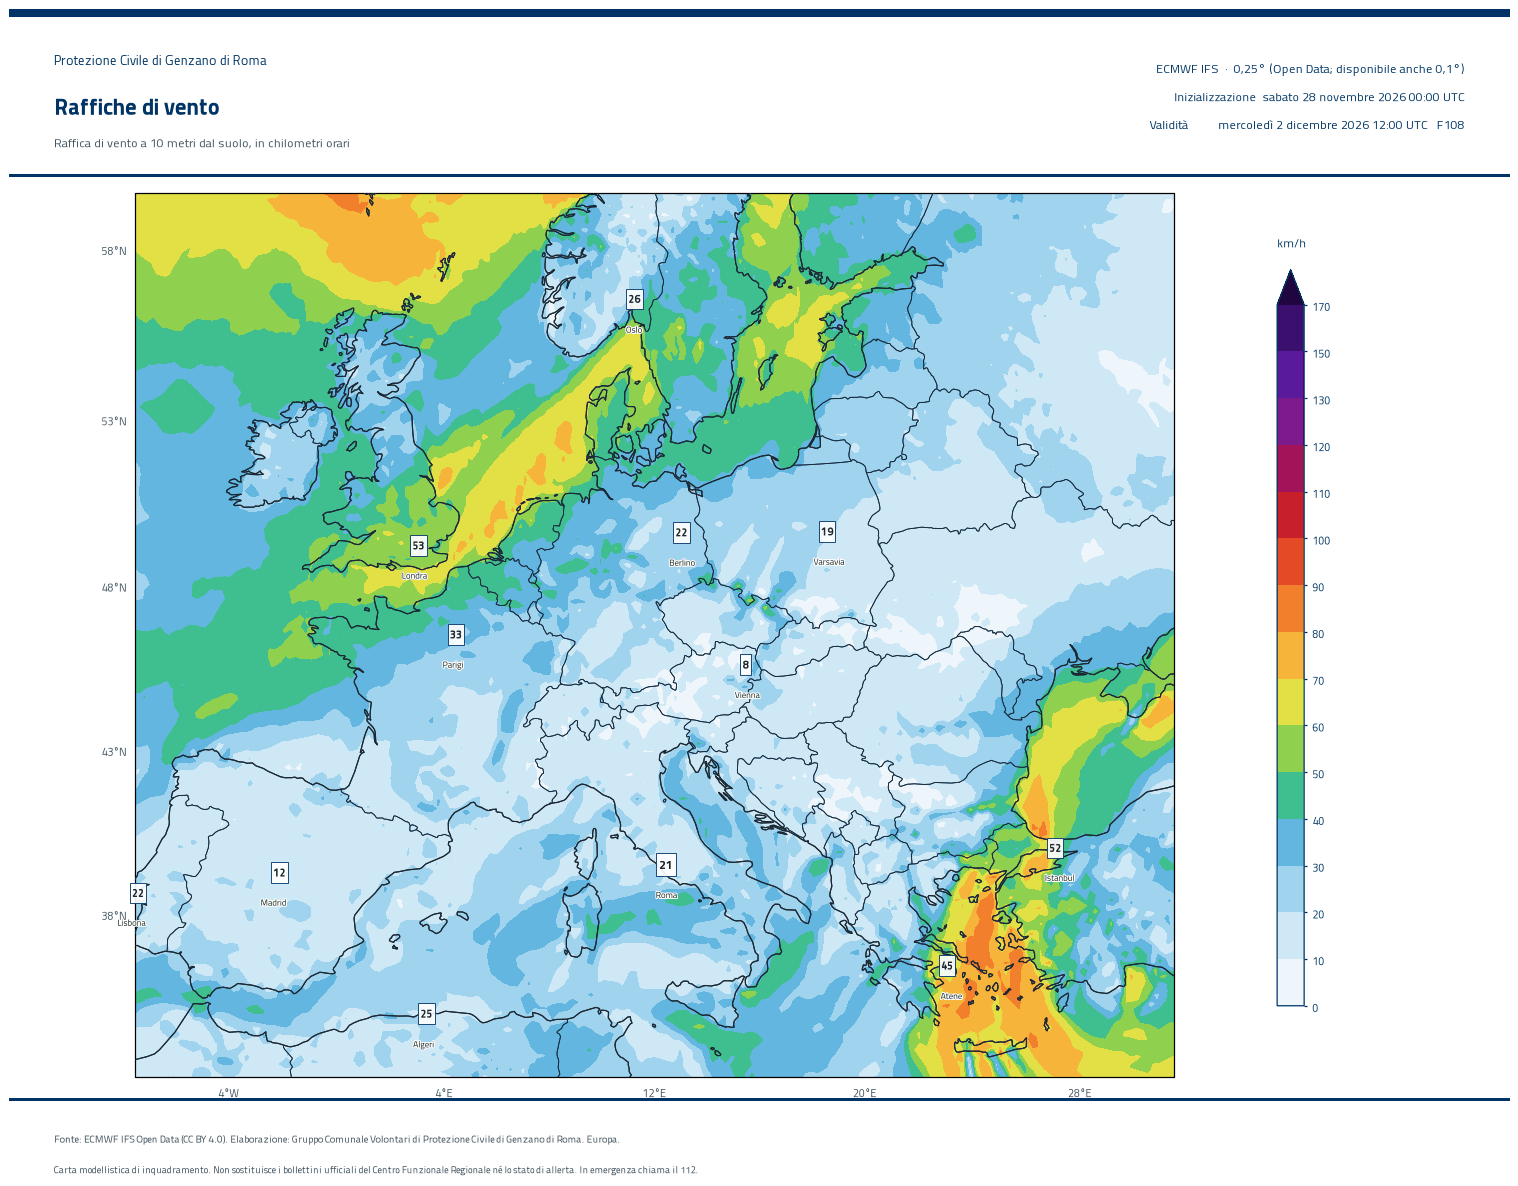 Protezione Civile di Genzano di Roma
Raffiche di vento
Raffica di vento a 10 metri dal suolo, in chilometri orari
ECMWF IFS · 0,25° (Open Data; disponibile anche 0,1°)
Inizializzazione sabato 28 novembre 2026 00:00 UTC
Validità mercoledì 2 dicembre 2026 12:00 UTC F108
58°N
53°N
48°N
43°N
38°N
26
Oslo
53
Londra
22
Berlino
19
Varsavia
33
Parigi
8
Vienna
52
Istanbul
12
Madrid
21
Roma
22
Lisbona
45
Atene
25
Algeri
4°W
4°E
12°E
20°E
28°E
km/h
170
150
130
120
110
100
90
80
70
60
50
40
30
20
10
0
Fonte: ECMWF IFS Open Data (CC BY 4.0). Elaborazione: Gruppo Comunale Volontari di Protezione Civile di Genzano di Roma. Europa.
Carta modellistica di inquadramento. Non sostituisce i bollettini ufficiali del Centro Funzionale Regionale né lo stato di allerta. In emergenza chiama il 112.